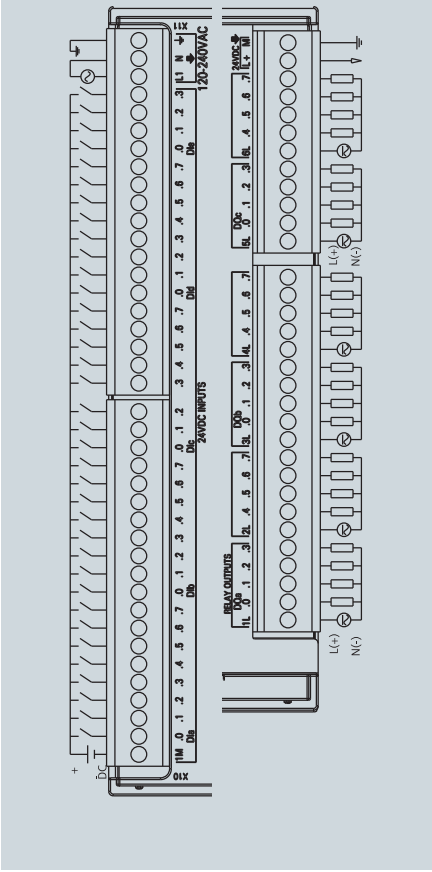 +
DC
X10 X11
1M .0 .1 .2 .3 .4 .5 .6 .7 .0 .1 .2 .3 .4 .5 .6 .7 .0 .1 .2 .3 .4 .5 .6 .7 .0 .1 .2 .3 .4 .5 .6 .7 .0 .1 .2 .3 L1 N
DIa DIb DIc DId DIe
24VDC INPUTS 120-240VAC
RELAY OUTPUTS 24VDC
DQa DQb DQc
1L .0 .1 .2 .3 2L .4 .5 .6 .7 3L .0 .1 .2 .3 4L .4 .5 .6 .7 5L .0 .1 .2 .3 6L .4 .5 .6 .7 L+ M
L(+) L(+)
N(-) N(-)